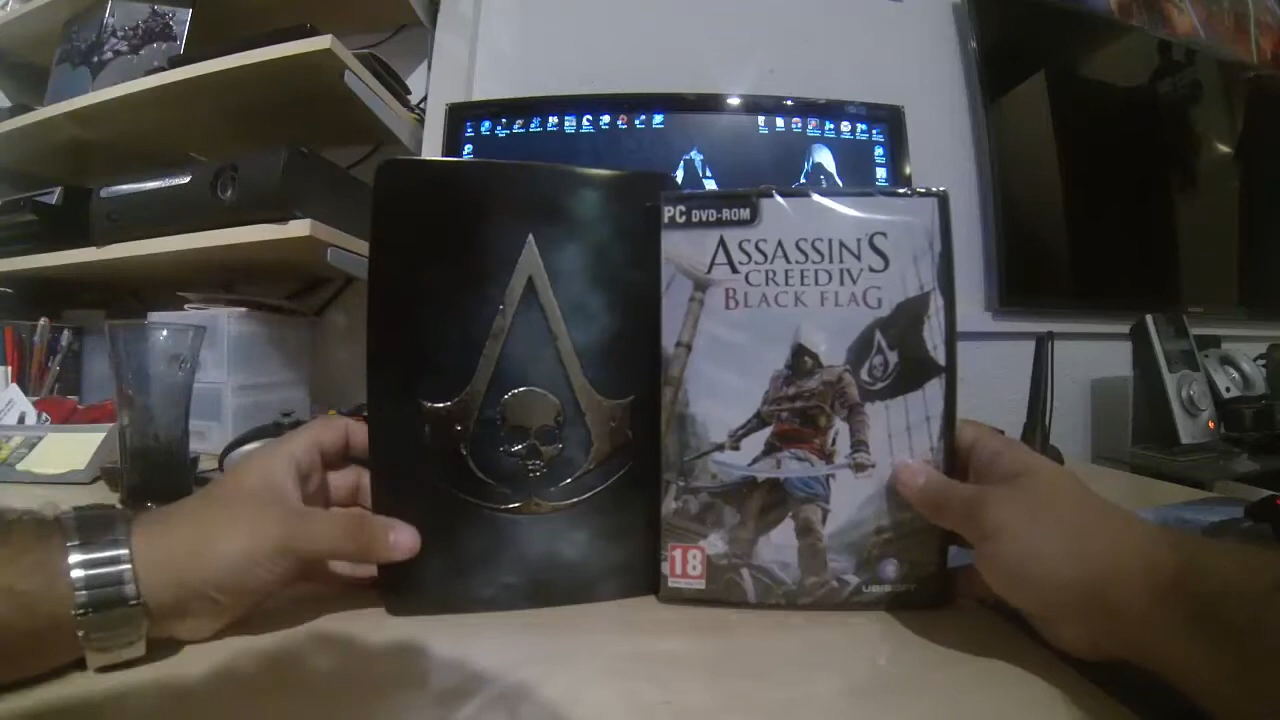 PC DVD-ROM
ASSASSIN'S
CREED IV
BLACK FLAG
18
UBISOFT